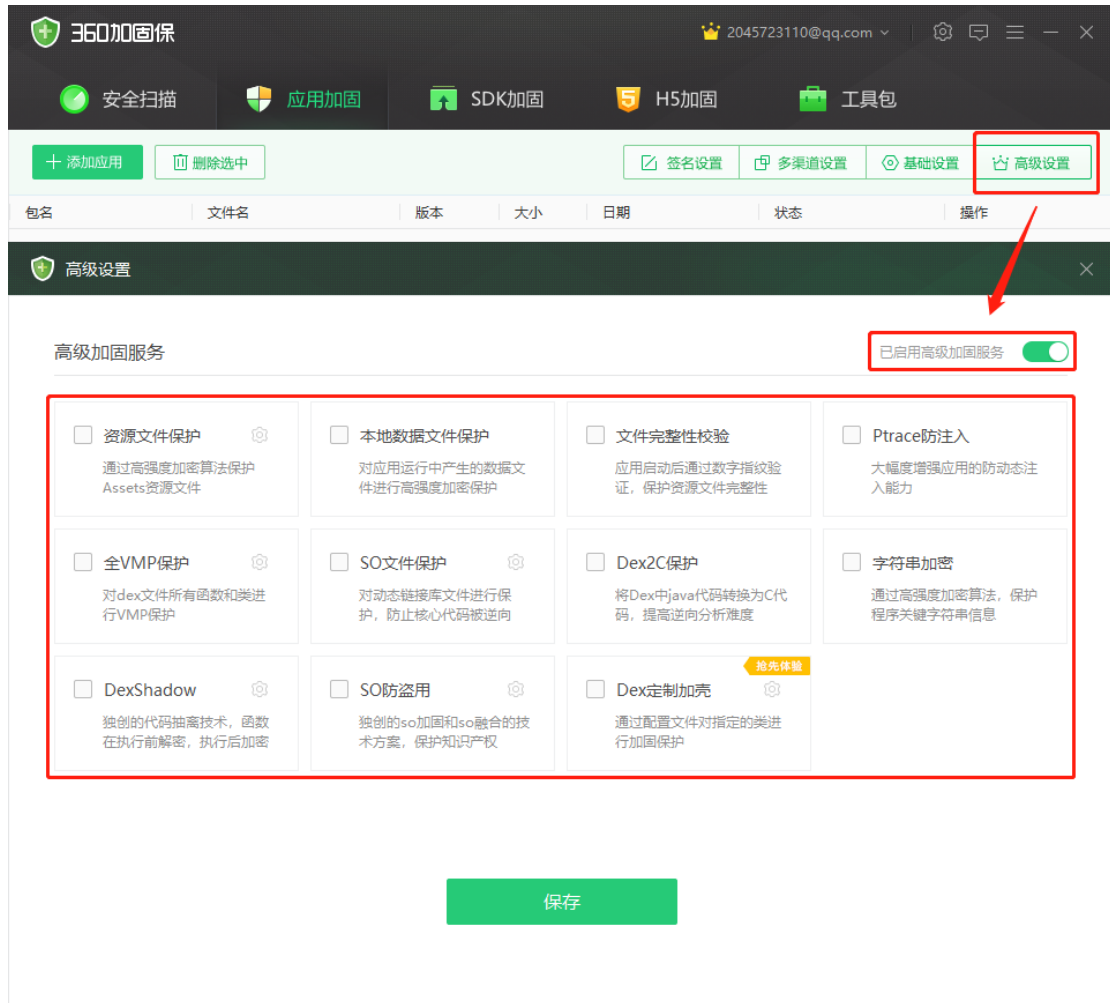 360加固保
2045723110@qq.com
安全扫描
应用加固
SDK加固
H5加固
工具包
添加应用
删除选中
签名设置
多渠道设置
基础设置
高级设置
包名
文件名
版本
大小
日期
状态
操作
高级设置
高级加固服务
已启用高级加固服务
资源文件保护
通过高强度加密算法保护
Assets资源文件
本地数据文件保护
对应用运行中产生的数据文
件进行高强度加密保护
文件完整性校验
应用启动后通过数字指纹验
证，保护资源文件完整性
Ptrace防注入
大幅度增强应用的防动态注
入能力
全VMP保护
对dex文件所有函数和类进
行VMP保护
SO文件保护
对动态链接库文件进行保
护，防止核心代码被逆向
Dex2C保护
将Dex中java代码转换为C代
码，提高逆向分析难度
字符串加密
通过高强度加密算法，保护
程序关键字符串信息
DexShadow
独创的代码抽离技术，函数
在执行前解密，执行后加密
SO防盗用
独创的so加固和so融合的技
术方案，保护知识产权
抢先体验
Dex定制加壳
通过配置文件对指定的类进
行加固保护
保存